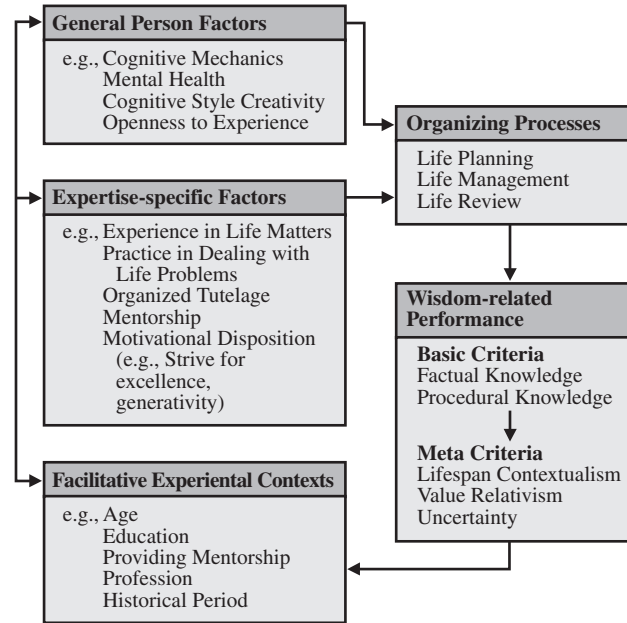 General Person Factors
e.g., Cognitive Mechanics
Mental Health
Cognitive Style Creativity
Openness to Experience
Expertise-specific Factors
e.g., Experience in Life Matters
Practice in Dealing with
Life Problems
Organized Tutelage
Mentorship
Motivational Disposition
(e.g., Strive for
excellence,
generativity)
Facilitative Experiental Contexts
e.g., Age
Education
Providing Mentorship
Profession
Historical Period
Organizing Processes
Life Planning
Life Management
Life Review
Wisdom-related
Performance
Basic Criteria
Factual Knowledge
Procedural Knowledge
Meta Criteria
Lifespan Contextualism
Value Relativism
Uncertainty